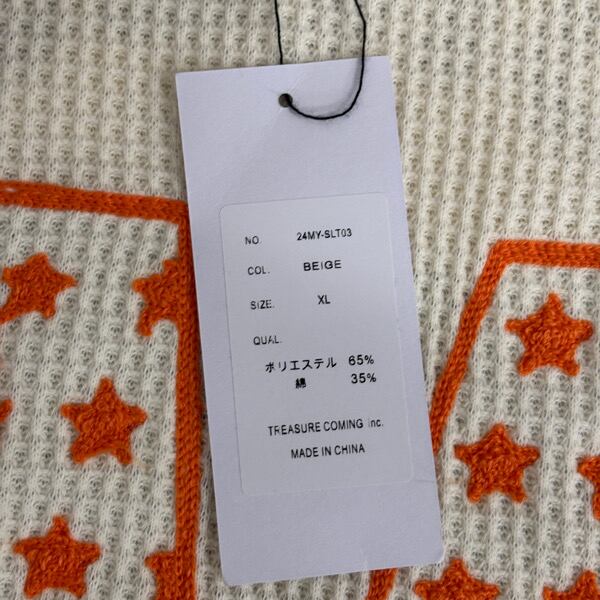 NO. 24MY-SLT03
COL. BEIGE
SIZE. XL
QUAL.
ポリエステル 65%
綿 35%
TREASURE COMING inc.
MADE IN CHINA